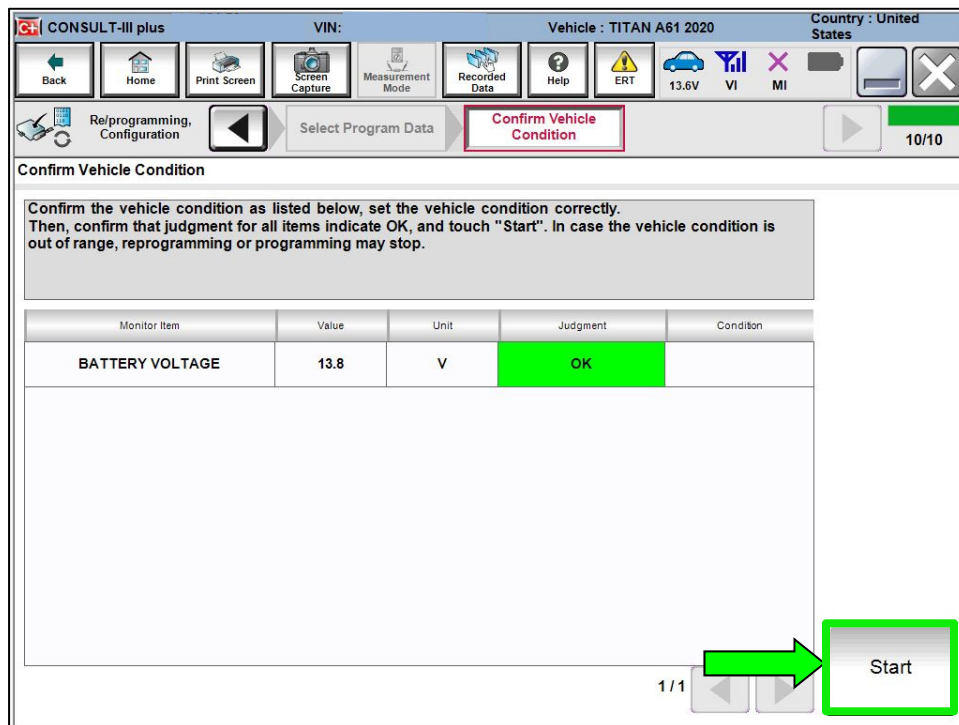 C+ CONSULT-III plus VIN: Vehicle : TITAN A61 2020 Country : United States
Back Home Print Screen Screen Capture Measurement Mode Recorded Data Help ERT 13.6V VI MI
Re/programming, Configuration Select Program Data Confirm Vehicle Condition 10/10
Confirm Vehicle Condition
Confirm the vehicle condition as listed below, set the vehicle condition correctly.
Then, confirm that judgment for all items indicate OK, and touch "Start". In case the vehicle condition is
out of range, reprogramming or programming may stop.
Monitor Item Value Unit Judgment Condition
BATTERY VOLTAGE 13.8 V OK
Start
1/1